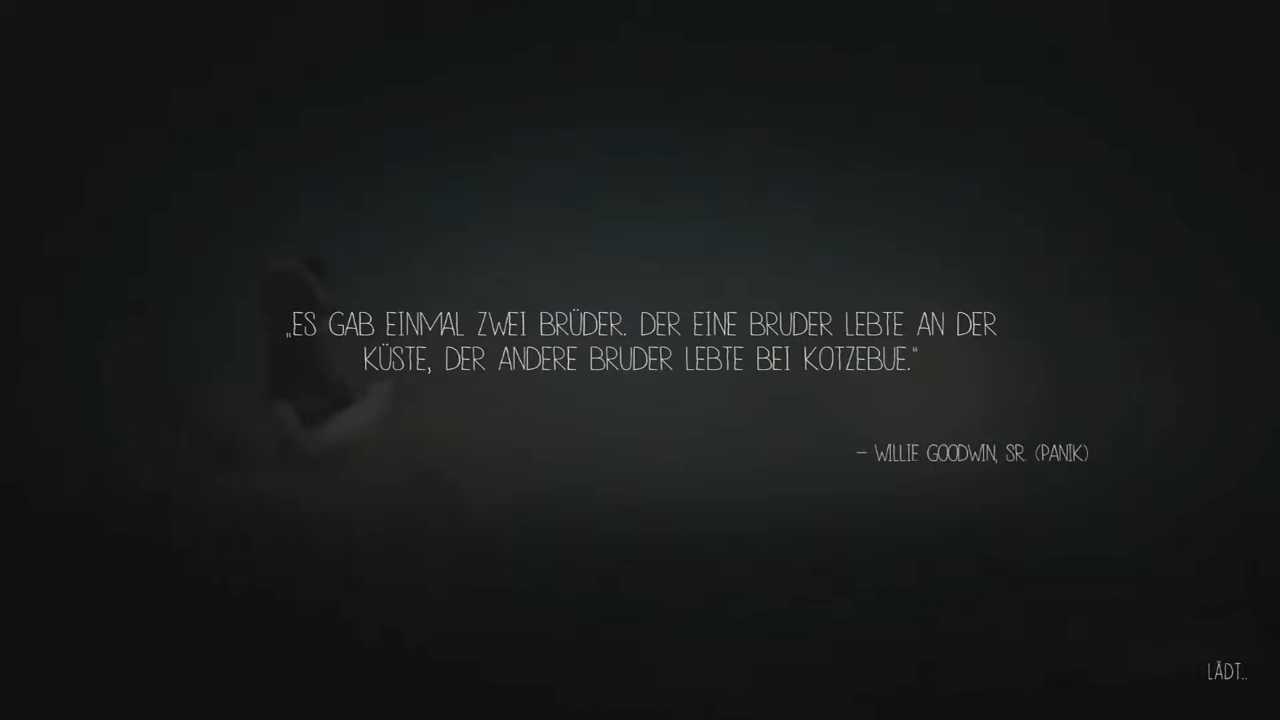 „ES GAB EINMAL ZWEI BRÜDER. DER EINE BRUDER LEBTE AN DER
KÜSTE, DER ANDERE BRUDER LEBTE BEI KOTZEBUE.“
– WILLIE GOODWIN, SR. (PANIK)
LÄDT..